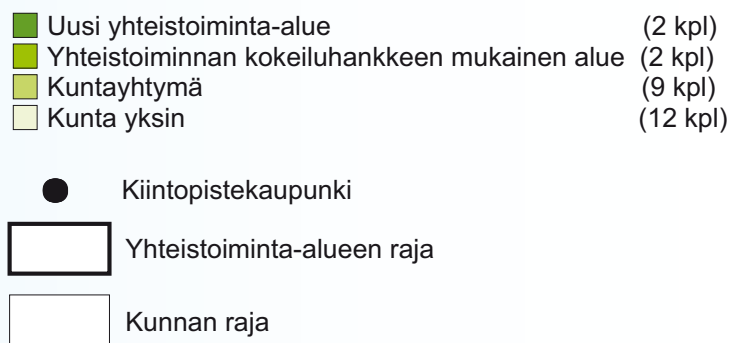 Uusi yhteistoiminta-alue (2 kpl)
Yhteistoiminnan kokeiluhankkeen mukainen alue (2 kpl)
Kuntayhtymä (9 kpl)
Kunta yksin (12 kpl)
Kiintopistekaupunki
Yhteistoiminta-alueen raja
Kunnan raja